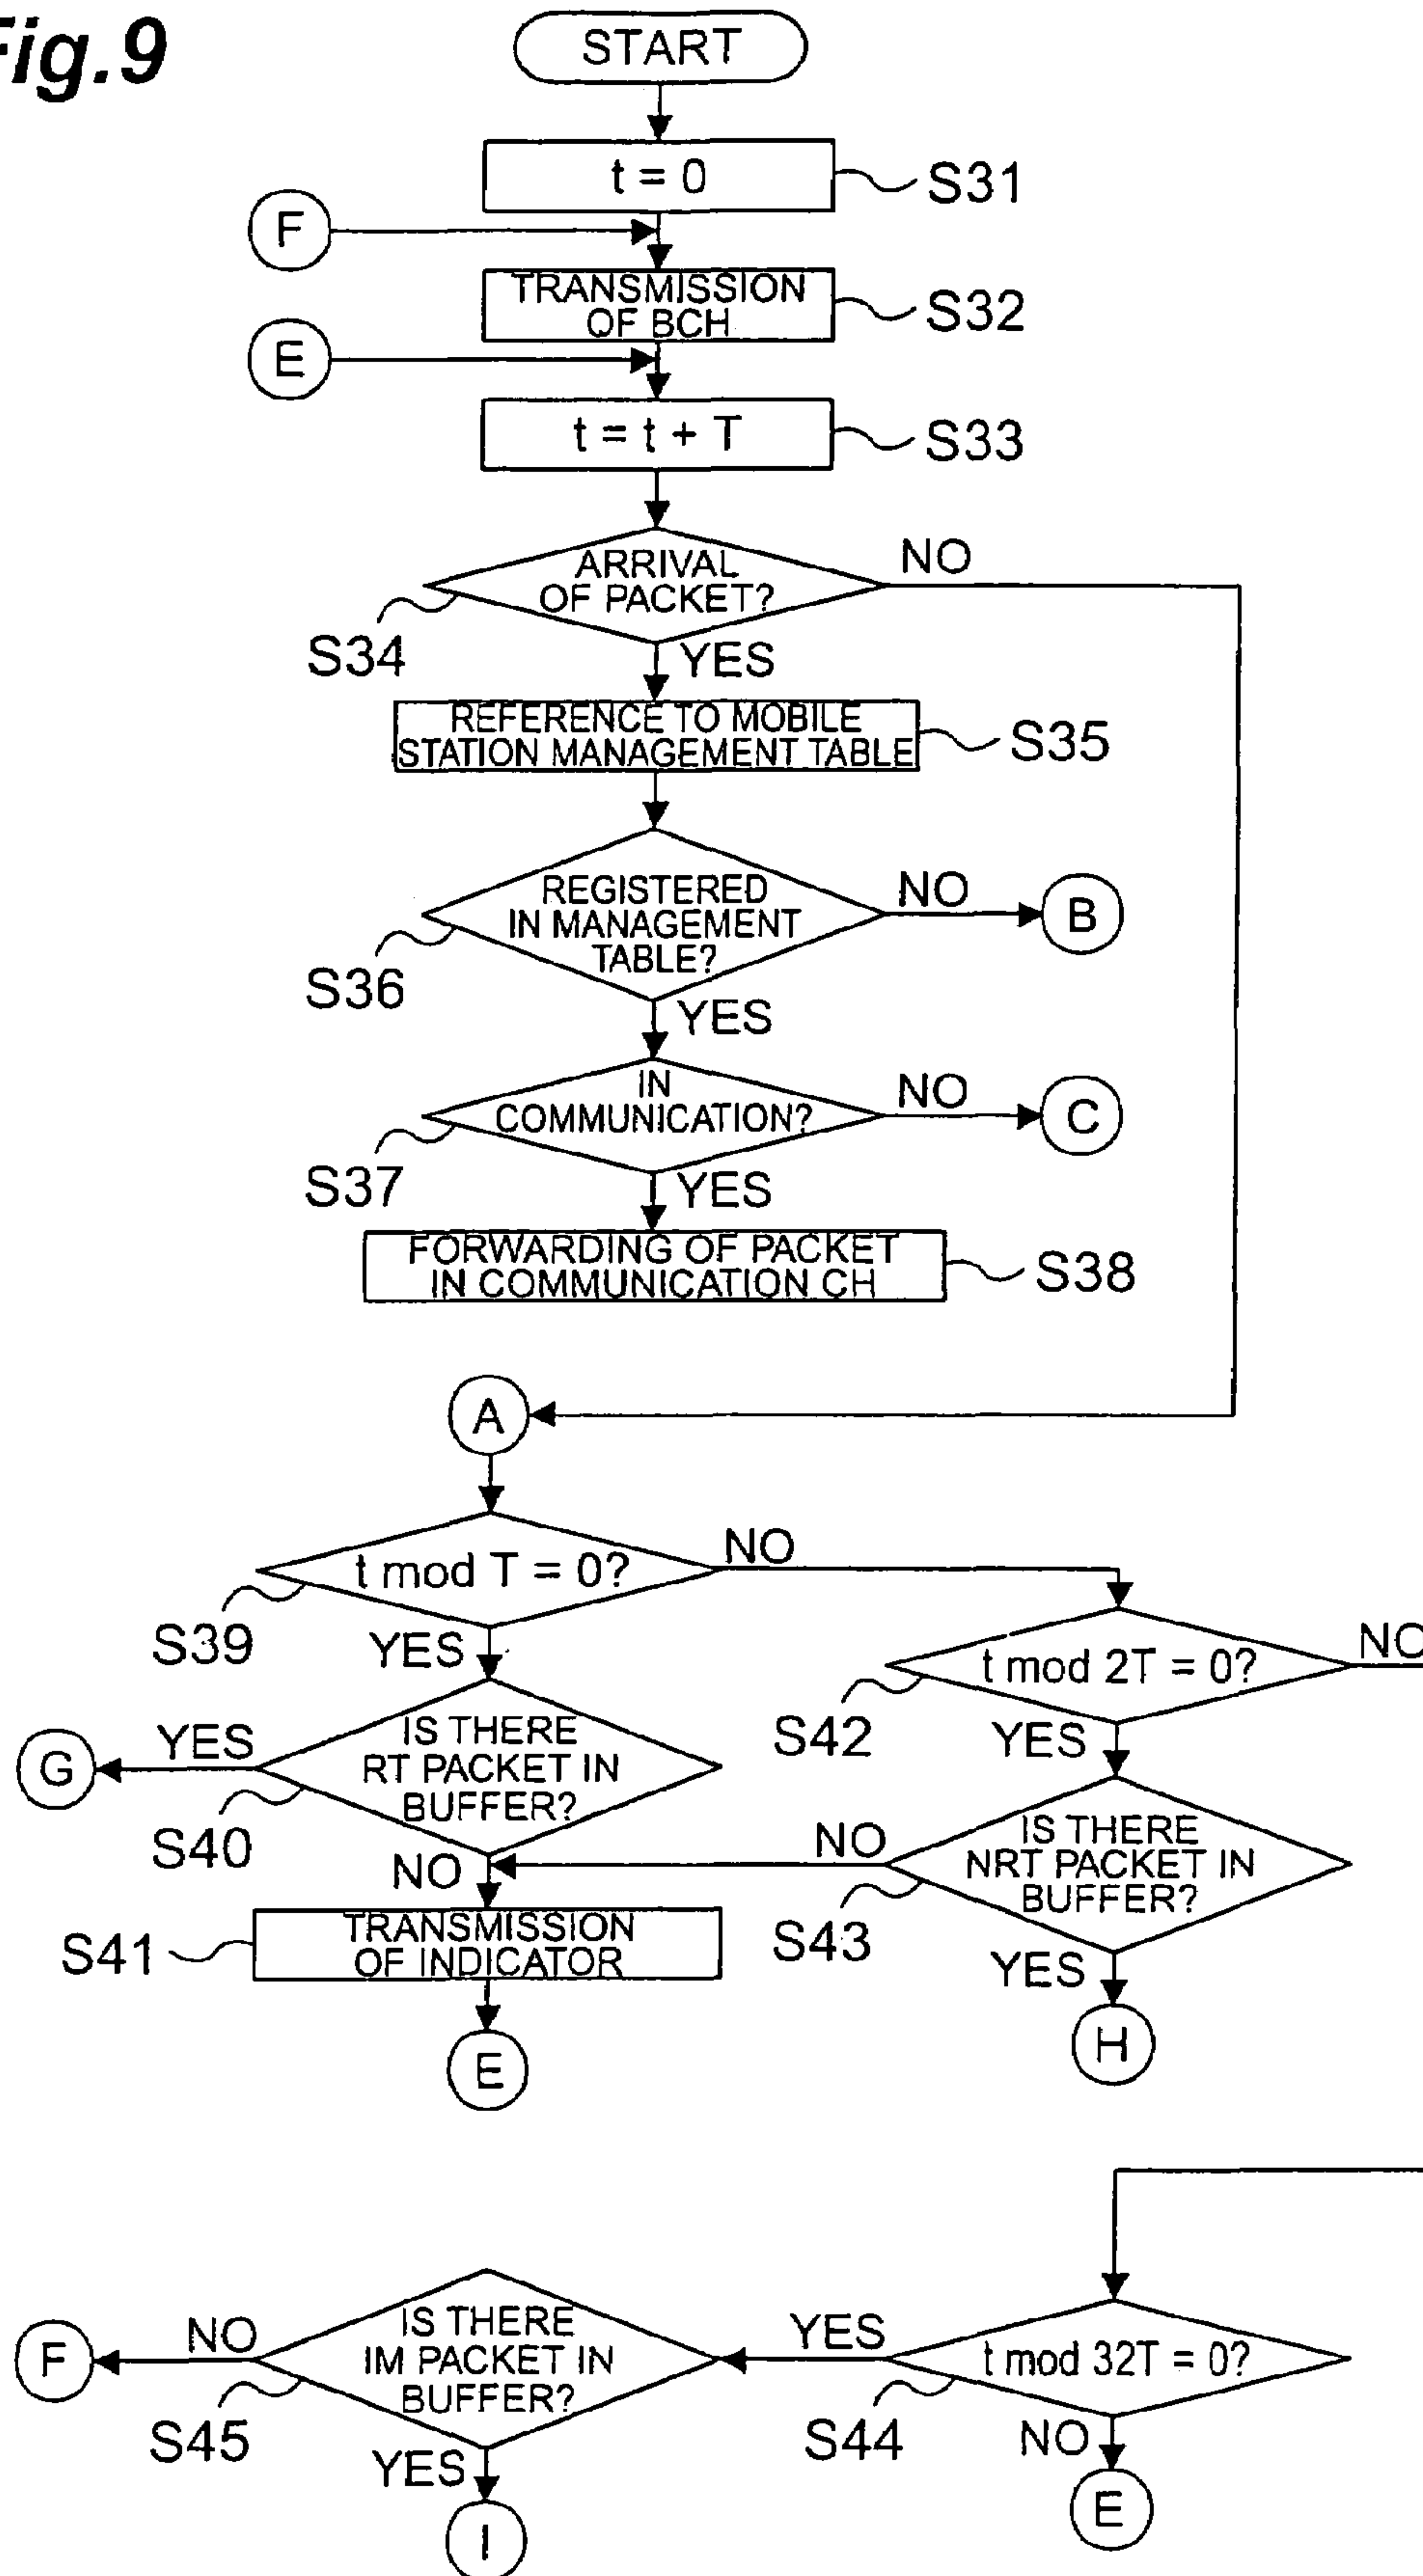 Fig.9
START
t = 0
S31
F
TRANSMISSION
OF BCH
S32
E
t = t + T
S33
ARRIVAL
OF PACKET?
NO
S34
YES
REFERENCE TO MOBILE
STATION MANAGEMENT TABLE
S35
REGISTERED
IN MANAGEMENT
TABLE?
NO
B
S36
YES
IN
COMMUNICATION?
NO
C
S37
YES
FORWARDING OF PACKET
IN COMMUNICATION CH
S38
A
t mod T = 0?
NO
S39
YES
t mod 2T = 0?
NO
S42
YES
IS THERE
RT PACKET IN
BUFFER?
YES
G
S40
NO
IS THERE
NRT PACKET IN
BUFFER?
NO
S43
YES
H
TRANSMISSION
OF INDICATOR
S41
E
IS THERE
IM PACKET IN
BUFFER?
NO
F
S45
YES
I
t mod 32T = 0?
YES
S44
NO
E